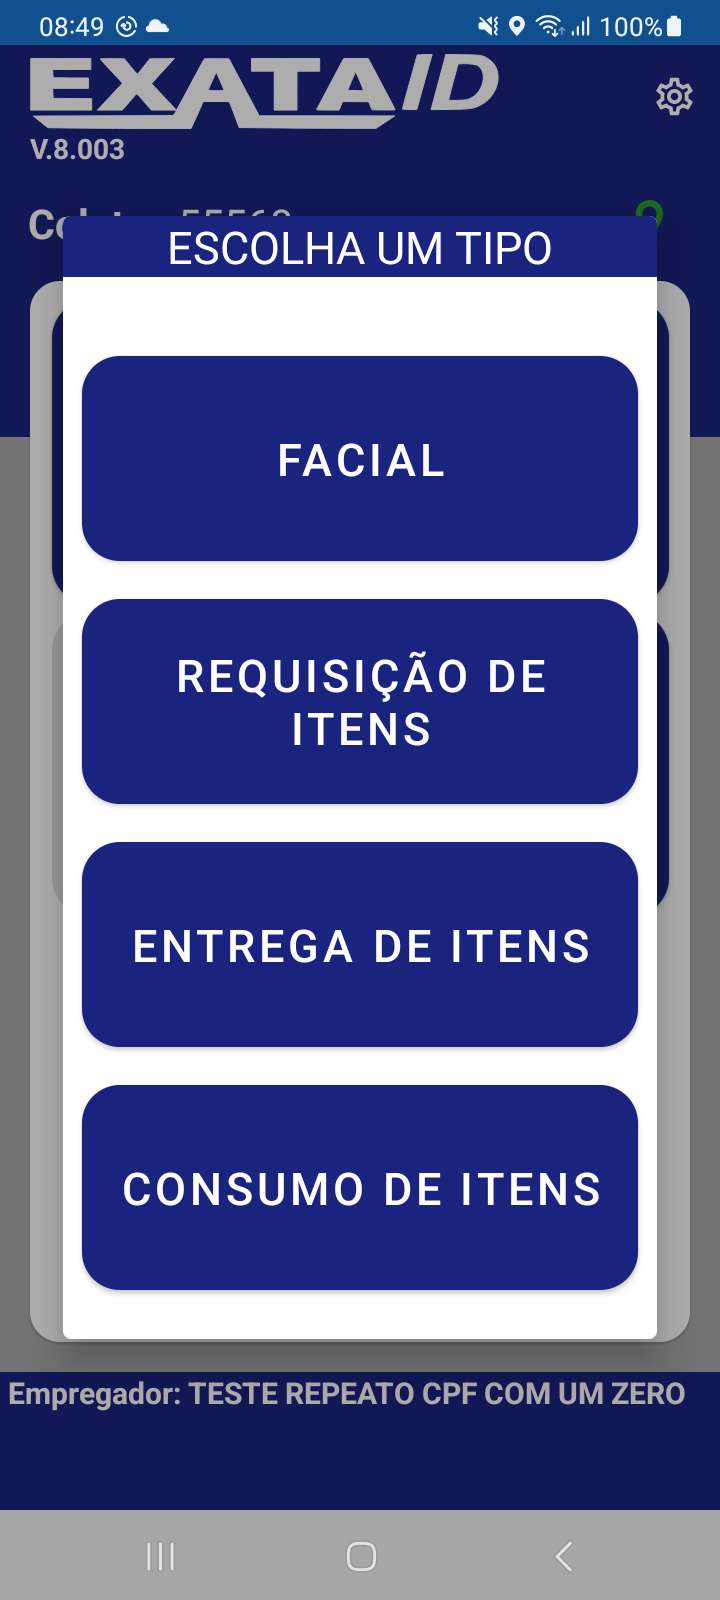 08:49 100%
EXATAID
V.8.003
ESCOLHA UM TIPO
FACIAL
REQUISIÇÃO DE
ITENS
ENTREGA DE ITENS
CONSUMO DE ITENS
Empregador: TESTE REPEATO CPF COM UM ZERO